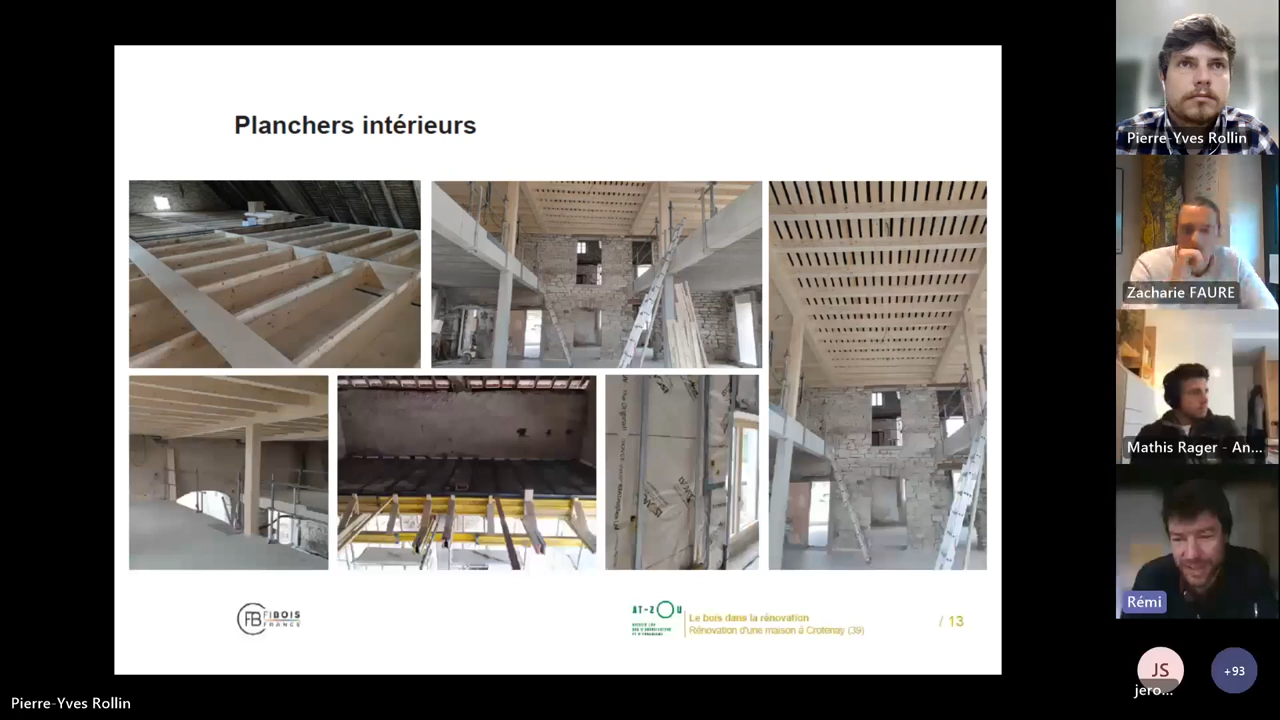 Planchers intérieurs
FB FIBOIS
FRANCE
AT-ZOU
Le bois dans la rénovation
Rénovation d'une maison à Crotenay (39)
/ 13
Pierre-Yves Rollin
Zacharie FAURE
Mathis Rager - An...
Rémi
JS
jero...
+93
Pierre-Yves Rollin